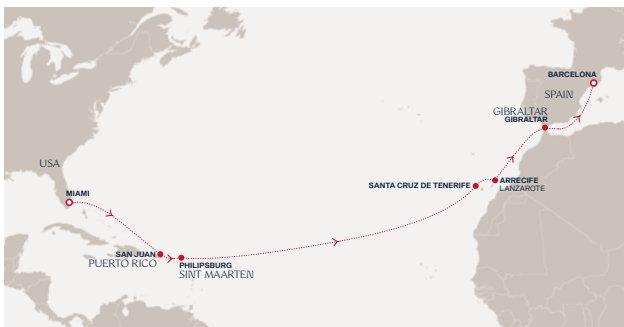 BARCELONA
SPAIN
GIBRALTAR
GIBRALTAR
USA
ARRECIFE
SANTA CRUZ DE TENERIFE
LANZAROTE
MIAMI
SAN JUAN
PUERTO RICO
PHILIPSBURG
SINT MAARTEN